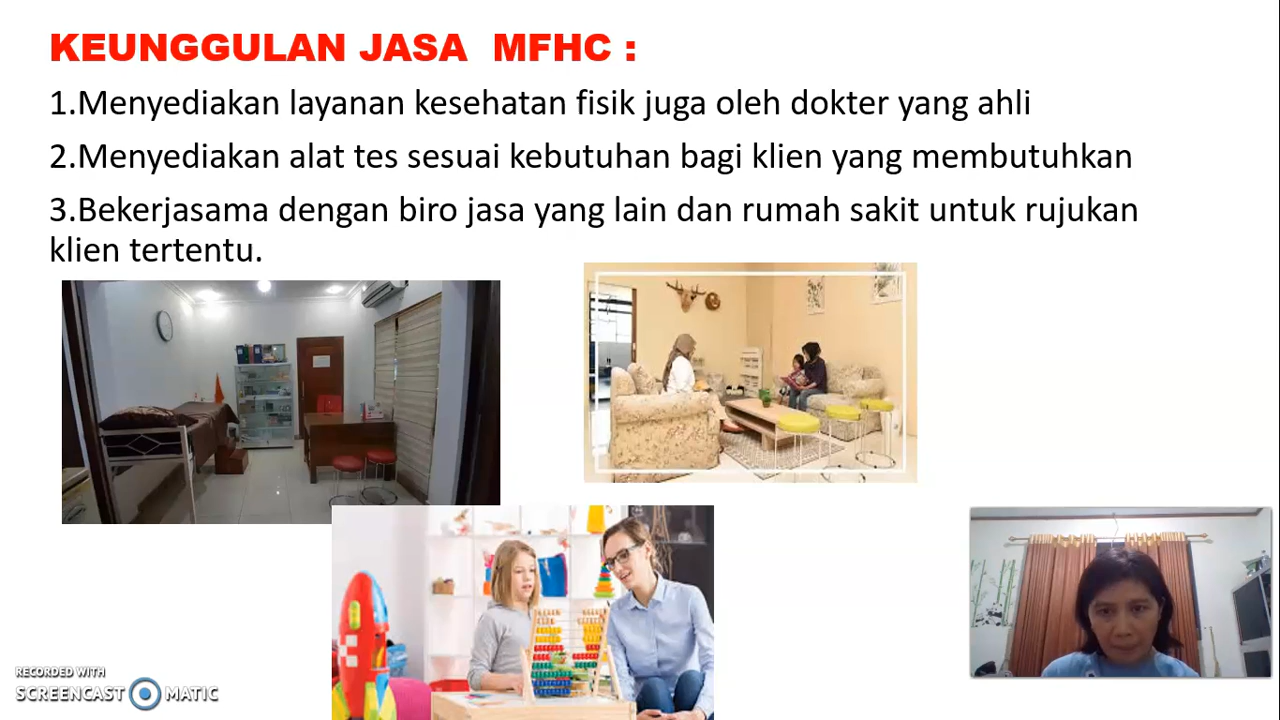 KEUNGGULAN JASA MFHC :
1.Menyediakan layanan kesehatan fisik juga oleh dokter yang ahli
2.Menyediakan alat tes sesuai kebutuhan bagi klien yang membutuhkan
3.Bekerjasama dengan biro jasa yang lain dan rumah sakit untuk rujukan
klien tertentu.
RECORDED WITH
SCREENCAST MATIC